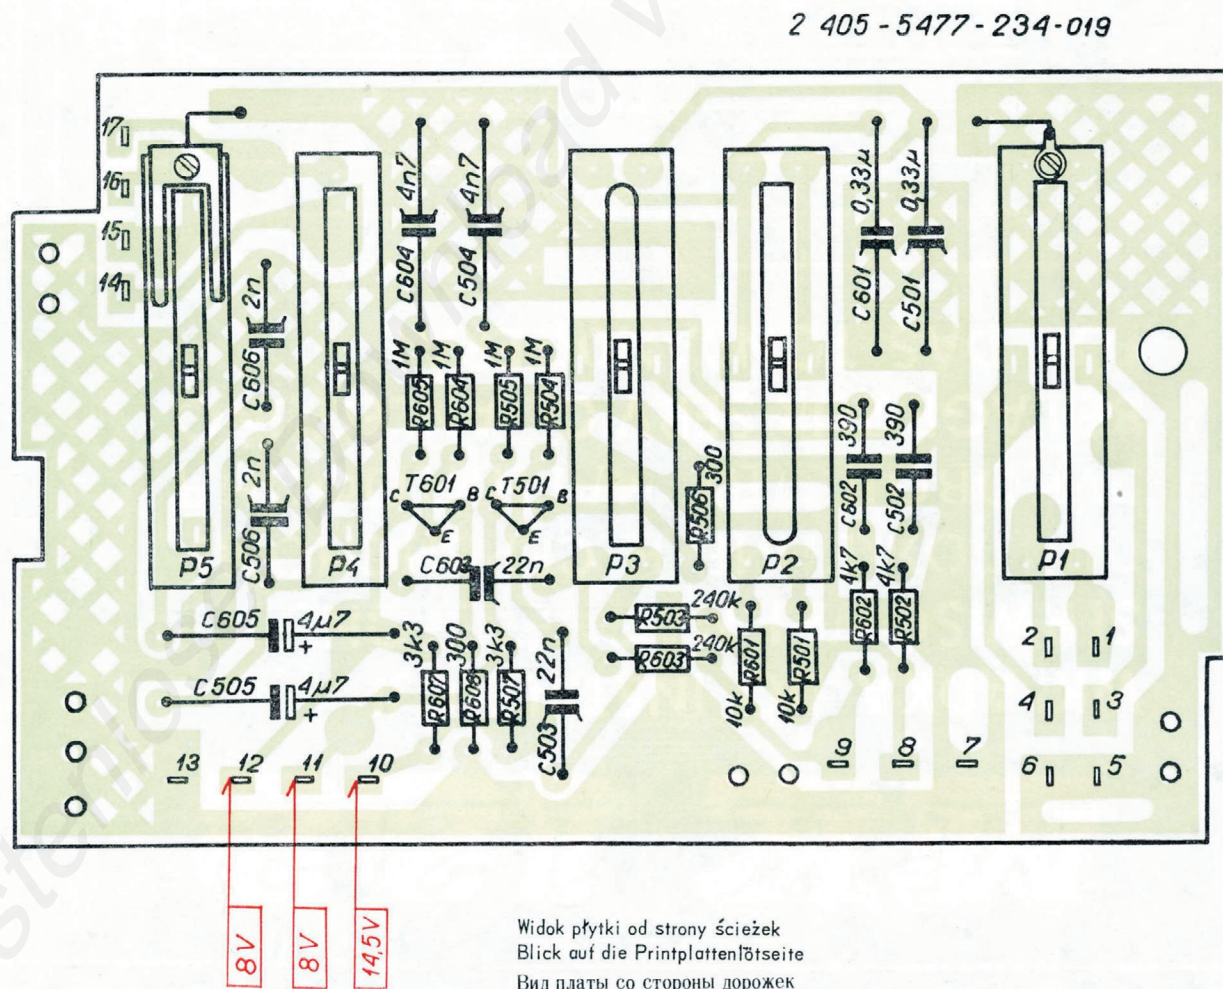 2 405-5477-234-019
17
16
15
14
P5
P4
P3
P2
P1
C606 2n
C506 2n
C604 4n7
C504 4n7
C601 0,33µ
C501 0,33µ
R605 1M
R604 1M
R505 1M
R504 1M
C T601 B
E
C T501 B
E
R506 300
C602 390
C502 390
C603 22n
C605 4µ7 +
C505 4µ7 +
R607 3k3
R606 300
R507 3k3
C503 22n
R503 240k
R603 240k
R601 10k
R501 10k
R602 4k7
R502 4k7
2 1
4 3
6 5
13 12 11 10
9 8 7
8V
8V
14,5V
Widok płytki od strony ścieżek
Blick auf die Printplattenlötseite
Вид платы со стороны дорожек